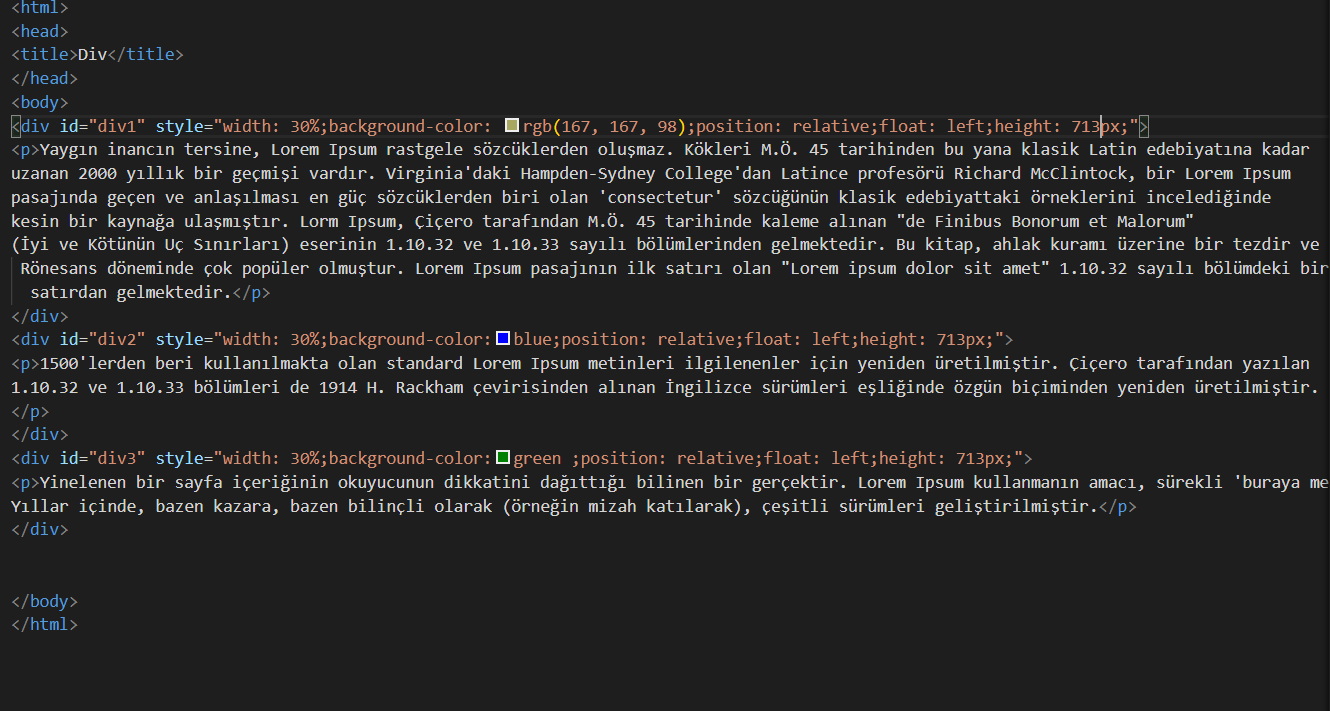 <html>
<head>
<title>Div</title>
</head>
<body>
<div id="div1" style="width: 30%;background-color: rgb(167, 167, 98);position: relative;float: left;height: 713px;">
<p>Yaygın inancın tersine, Lorem Ipsum rastgele sözcüklerden oluşmaz. Kökleri M.Ö. 45 tarihinden bu yana klasik Latin edebiyatına kadar
uzanan 2000 yıllık bir geçmişi vardır. Virginia'daki Hampden-Sydney College'dan Latince profesörü Richard McClintock, bir Lorem Ipsum
pasajında geçen ve anlaşılması en güç sözcüklerden biri olan 'consectetur' sözcüğünün klasik edebiyattaki örneklerini incelediğinde
kesin bir kaynağa ulaşmıştır. Lorm Ipsum, Çiçero tarafından M.Ö. 45 tarihinde kaleme alınan "de Finibus Bonorum et Malorum"
(İyi ve Kötünün Uç Sınırları) eserinin 1.10.32 ve 1.10.33 sayılı bölümlerinden gelmektedir. Bu kitap, ahlak kuramı üzerine bir tezdir ve
Rönesans döneminde çok popüler olmuştur. Lorem Ipsum pasajının ilk satırı olan "Lorem ipsum dolor sit amet" 1.10.32 sayılı bölümdeki bir
satırdan gelmektedir.</p>
</div>
<div id="div2" style="width: 30%;background-color:blue;position: relative;float: left;height: 713px;">
<p>1500'lerden beri kullanılmakta olan standard Lorem Ipsum metinleri ilgilenenler için yeniden üretilmiştir. Çiçero tarafından yazılan
1.10.32 ve 1.10.33 bölümleri de 1914 H. Rackham çevirisinden alınan İngilizce sürümleri eşliğinde özgün biçiminden yeniden üretilmiştir.
</p>
</div>
<div id="div3" style="width: 30%;background-color:green ;position: relative;float: left;height: 713px;">
<p>Yinelenen bir sayfa içeriğinin okuyucunun dikkatini dağıttığı bilinen bir gerçektir. Lorem Ipsum kullanmanın amacı, sürekli 'buraya me
Yıllar içinde, bazen kazara, bazen bilinçli olarak (örneğin mizah katılarak), çeşitli sürümleri geliştirilmiştir.</p>
</div>
</body>
</html>